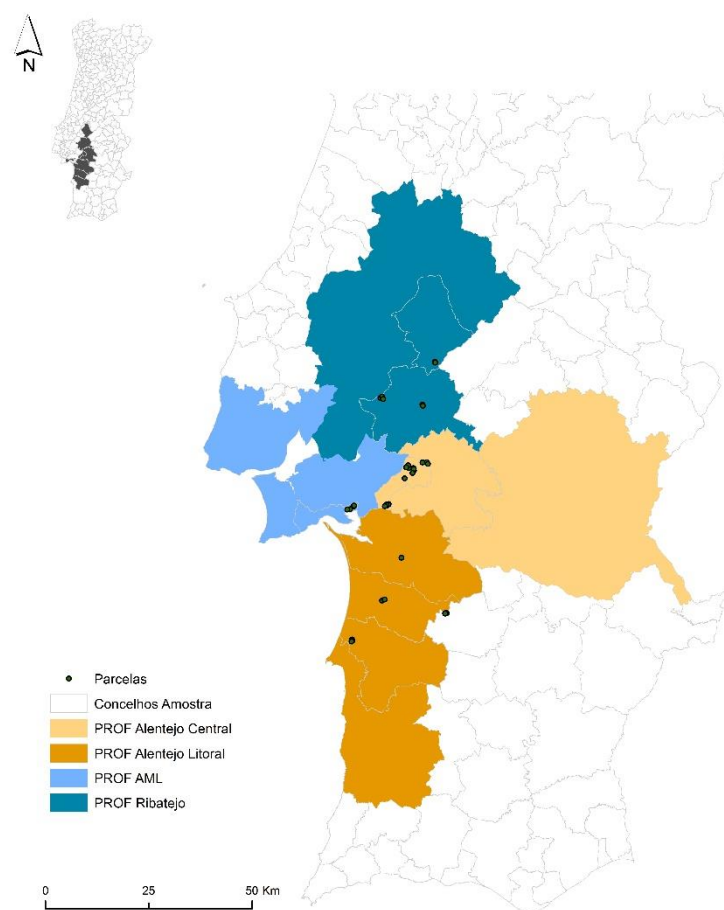 N
Parcelas
Concelhos Amostra
PROF Alentejo Central
PROF Alentejo Litoral
PROF AML
PROF Ribatejo
0 25 50 Km